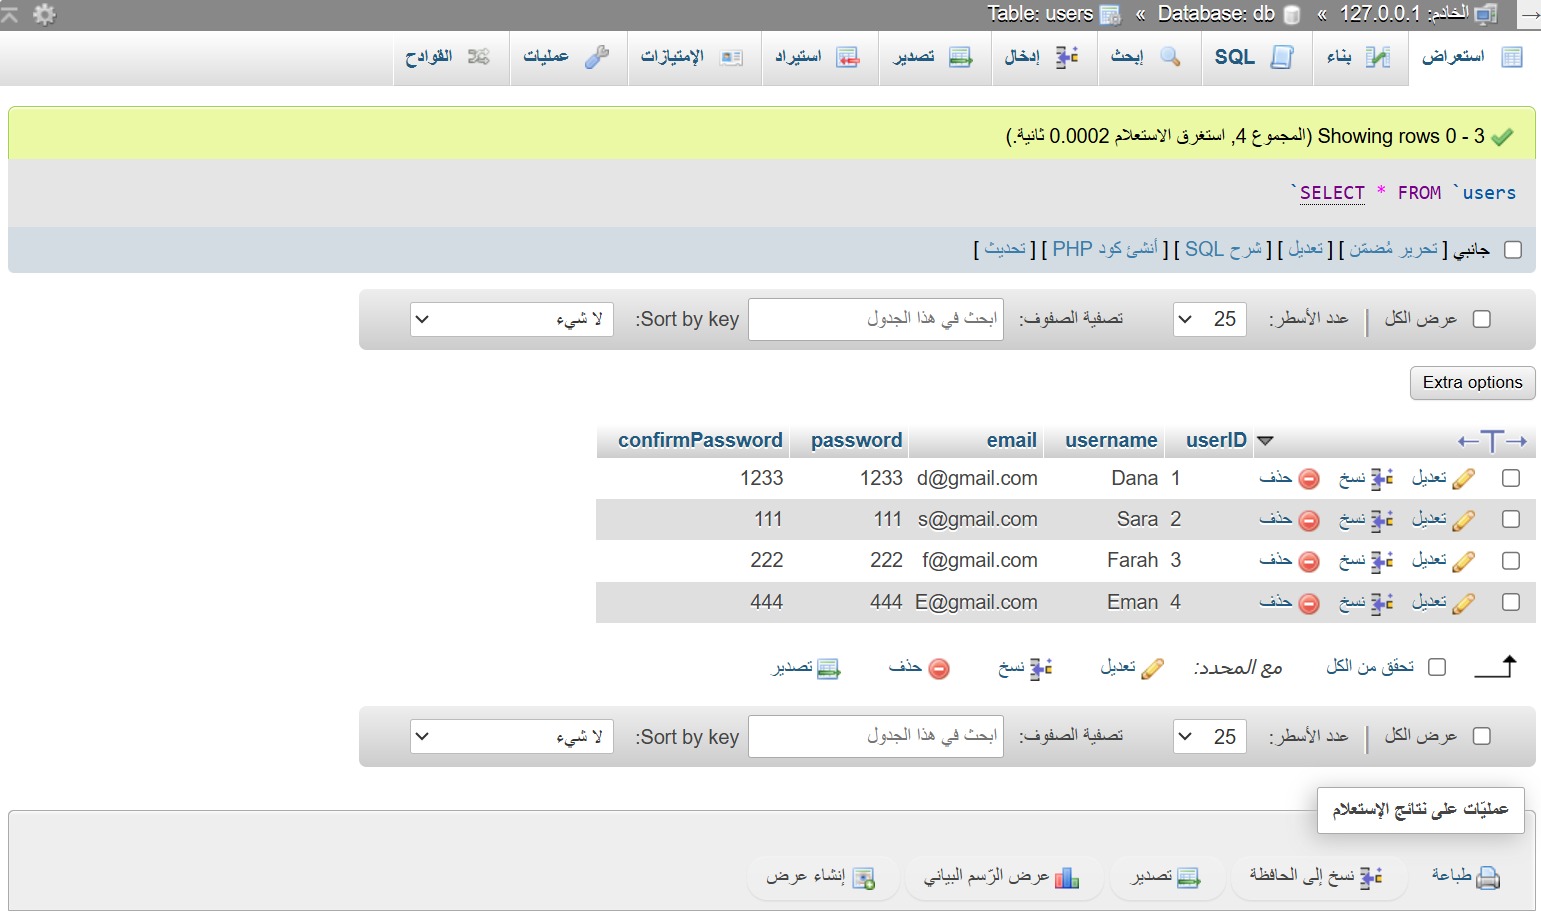 الخادم: 127.0.0.1 » Database: db » Table: users
استعراض بناء SQL إبحث إدخال تصدير استيراد الإمتيازات عمليات القوادح
Showing rows 0 - 3 (المجموع 4, استغرق الاستعلام 0.0002 ثانية.)
SELECT * FROM `users`
جانبي [ تحرير مُضمّن ] [ تعديل ] [ شرح SQL ] [ أنشئ كود PHP ] [ تحديث ]
عرض الكل | عدد الأسطر: 25 تصفية الصفوف: ابحث في هذا الجدول Sort by key: لا شيء
Extra options
←T→ userID username email password confirmPassword
تعديل نسخ حذف 1 Dana d@gmail.com 1233 1233
تعديل نسخ حذف 2 Sara s@gmail.com 111 111
تعديل نسخ حذف 3 Farah f@gmail.com 222 222
تعديل نسخ حذف 4 Eman E@gmail.com 444 444
تحقق من الكل مع المحدد: تعديل نسخ حذف تصدير
عرض الكل | عدد الأسطر: 25 تصفية الصفوف: ابحث في هذا الجدول Sort by key: لا شيء
عمليّات على نتائج الإستعلام
طباعة نسخ إلى الحافظة تصدير عرض الرّسم البياني إنشاء عرض